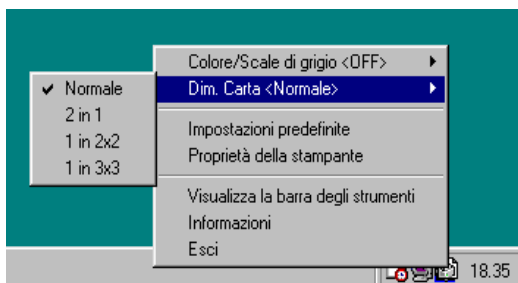 Colore/Scale di grigio <OFF>
Dim. Carta <Normale>
Normale
2 in 1
1 in 2x2
1 in 3x3
Impostazioni predefinite
Proprietà della stampante
Visualizza la barra degli strumenti
Informazioni
Esci
18.35